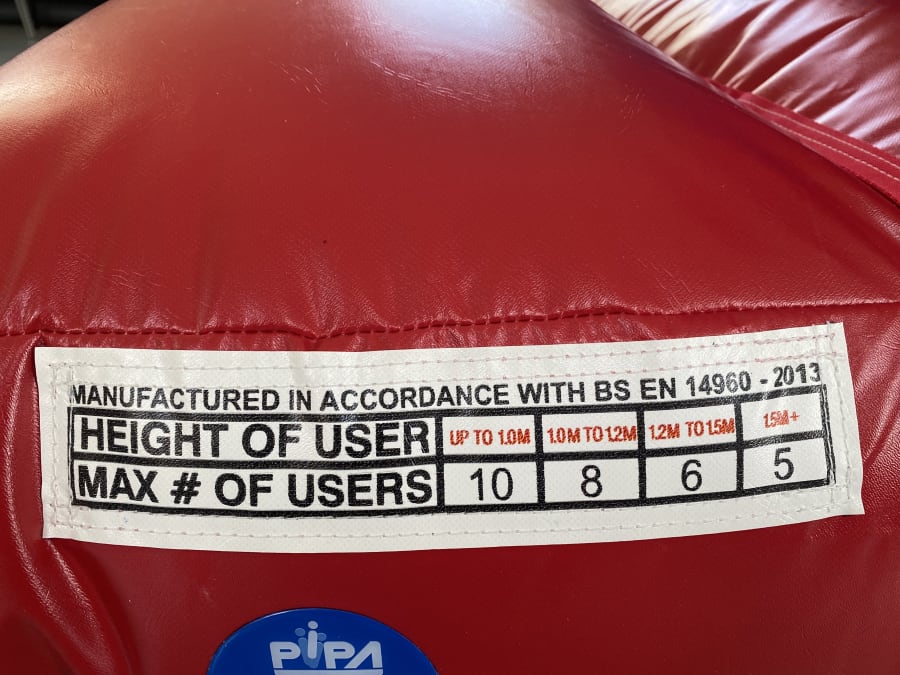 MANUFACTURED IN ACCORDANCE WITH BS EN 14960 - 2013
HEIGHT OF USER UP TO 1.0M 1.0M TO 1.2M 1.2M TO 1.5M 1.5M +
MAX # OF USERS 10 8 6 5
PiPA